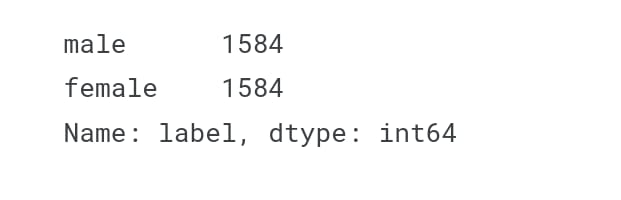 male      1584
female    1584
Name: label, dtype: int64